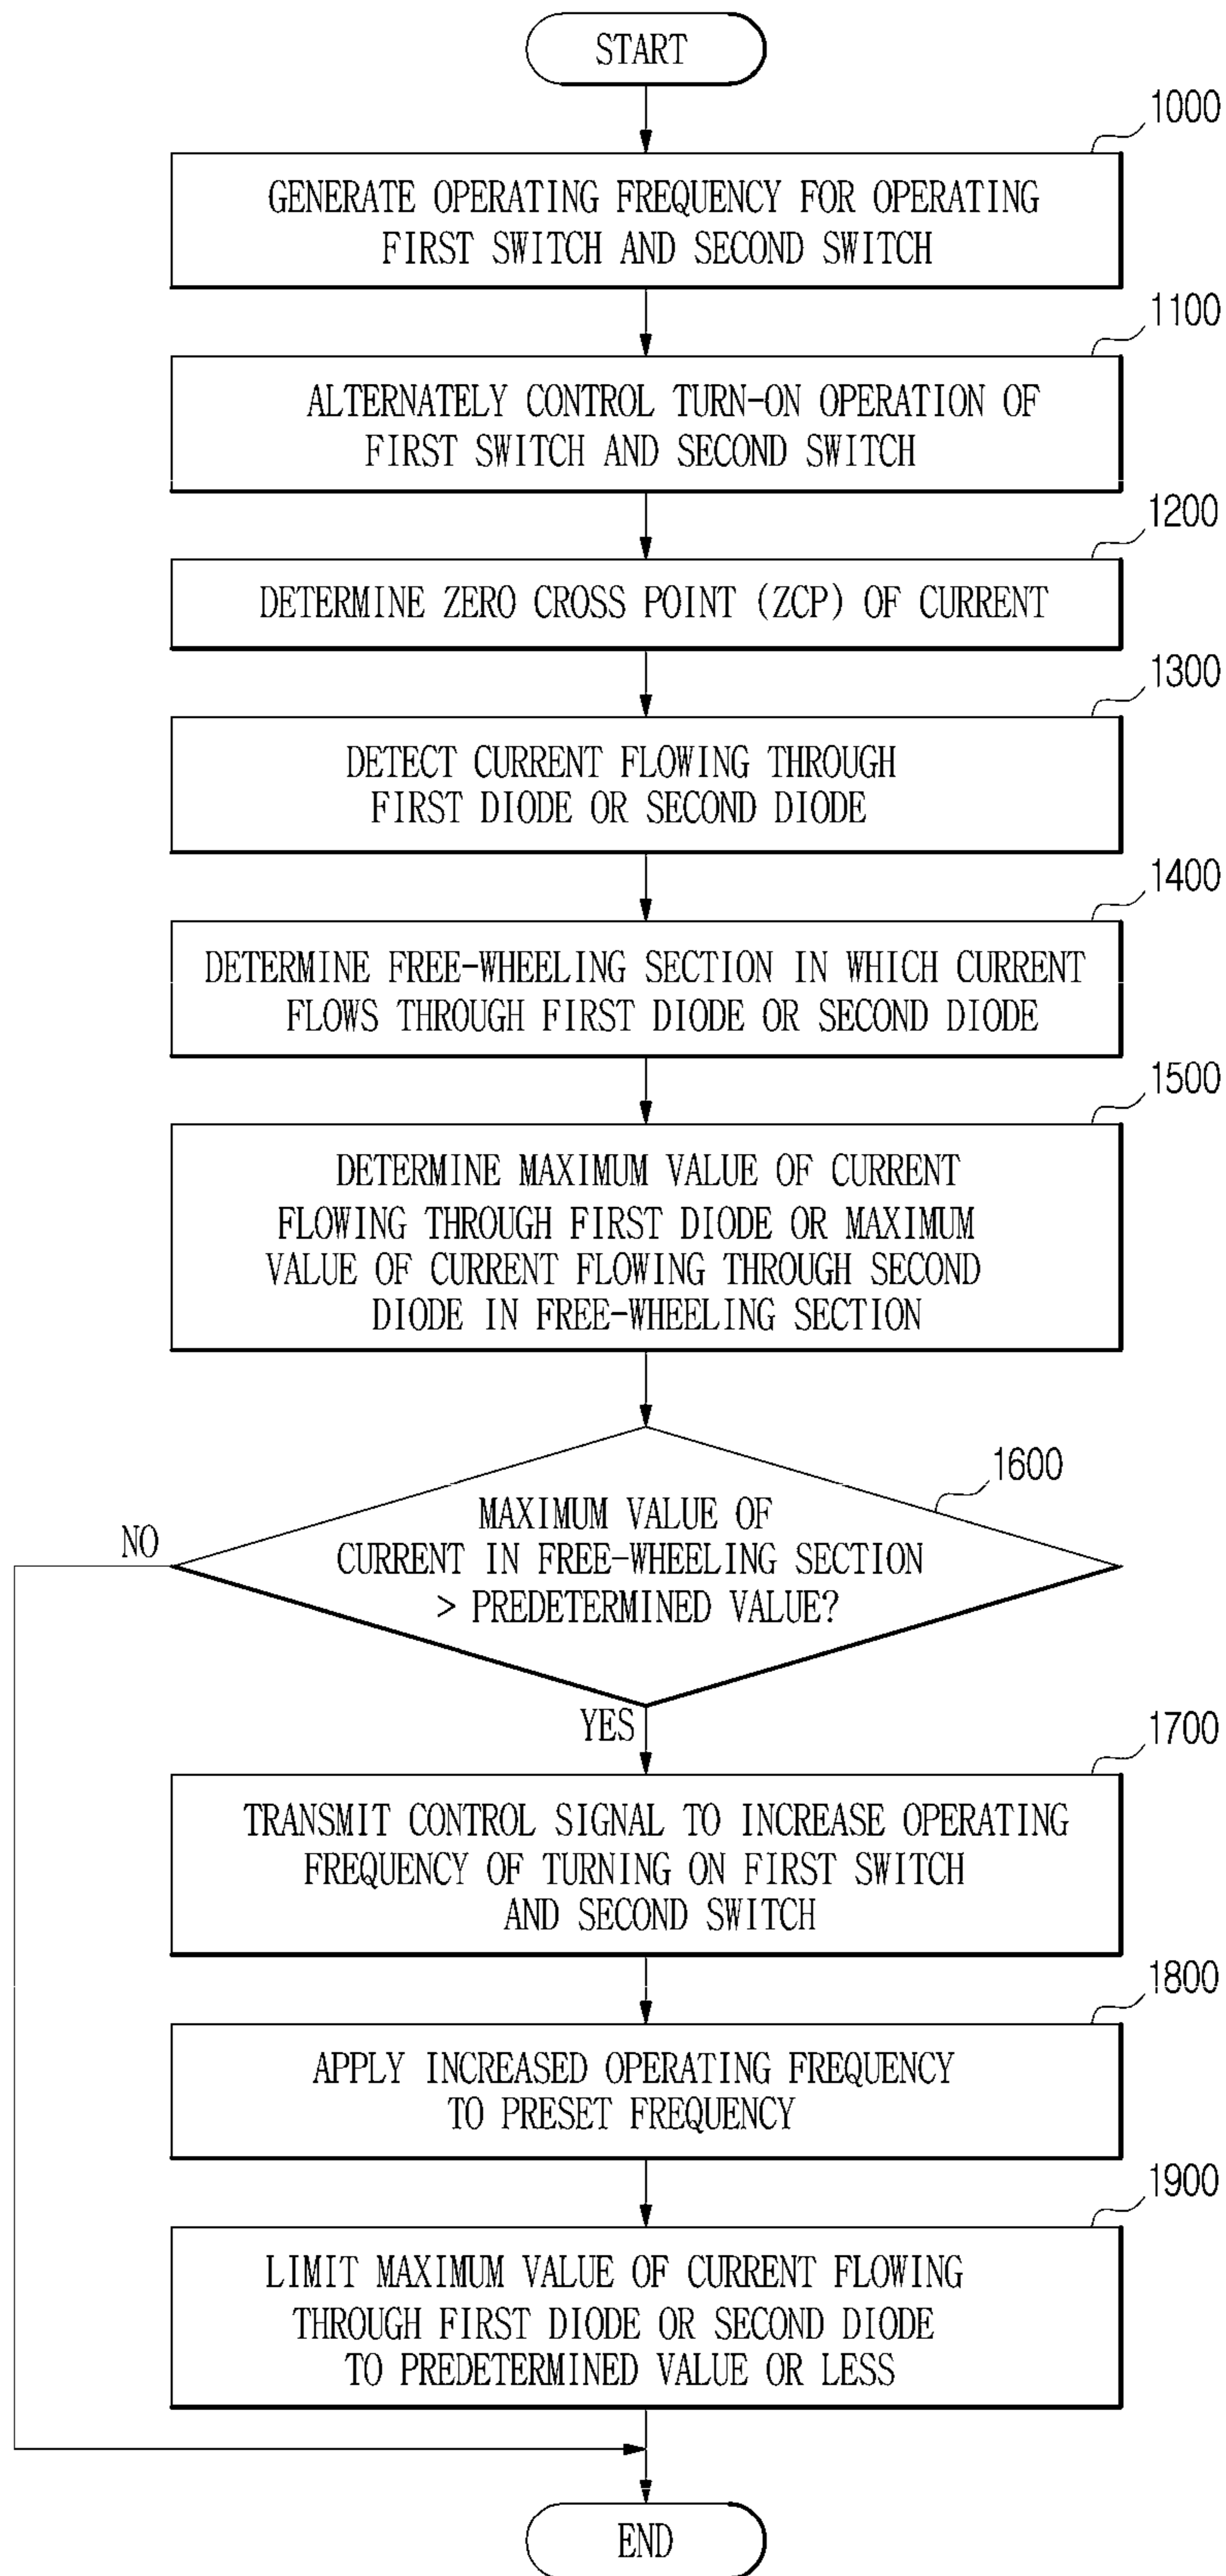 START
1000
GENERATE OPERATING FREQUENCY FOR OPERATING
FIRST SWITCH AND SECOND SWITCH
1100
ALTERNATELY CONTROL TURN-ON OPERATION OF
FIRST SWITCH AND SECOND SWITCH
1200
DETERMINE ZERO CROSS POINT (ZCP) OF CURRENT
1300
DETECT CURRENT FLOWING THROUGH
FIRST DIODE OR SECOND DIODE
1400
DETERMINE FREE-WHEELING SECTION IN WHICH CURRENT
FLOWS THROUGH FIRST DIODE OR SECOND DIODE
1500
DETERMINE MAXIMUM VALUE OF CURRENT
FLOWING THROUGH FIRST DIODE OR MAXIMUM
VALUE OF CURRENT FLOWING THROUGH SECOND
DIODE IN FREE-WHEELING SECTION
1600
MAXIMUM VALUE OF
CURRENT IN FREE-WHEELING SECTION
> PREDETERMINED VALUE?
NO
YES
1700
TRANSMIT CONTROL SIGNAL TO INCREASE OPERATING
FREQUENCY OF TURNING ON FIRST SWITCH
AND SECOND SWITCH
1800
APPLY INCREASED OPERATING FREQUENCY
TO PRESET FREQUENCY
1900
LIMIT MAXIMUM VALUE OF CURRENT FLOWING
THROUGH FIRST DIODE OR SECOND DIODE
TO PREDETERMINED VALUE OR LESS
END